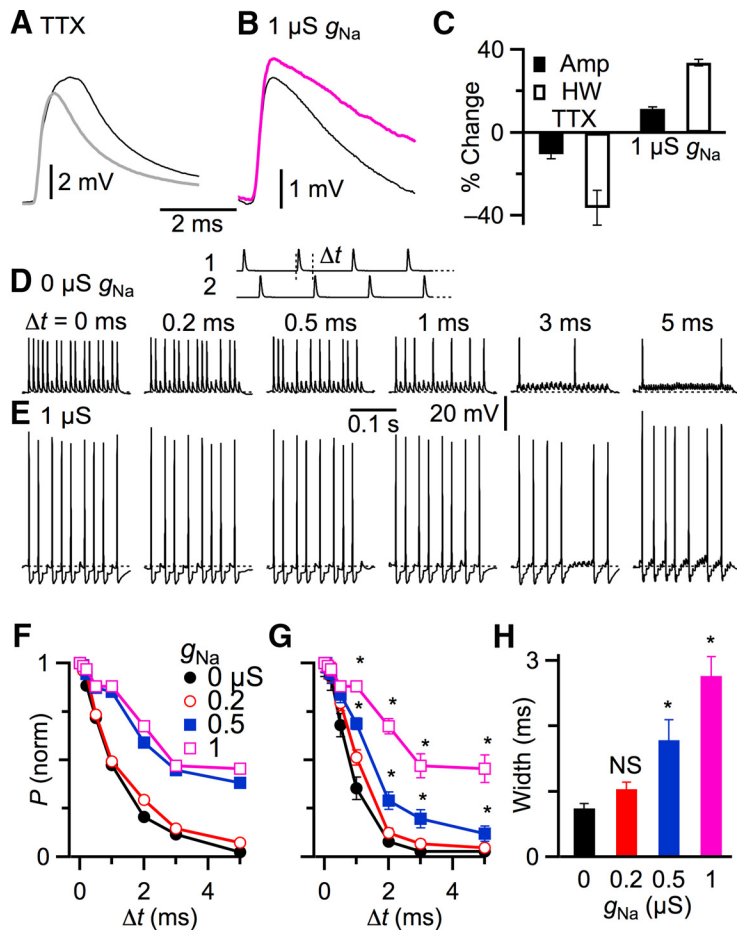 A TTX
B 1 µS gNa
C
40
Amp
HW
TTX
0
1 µS gNa
−40
% Change
2 mV
2 ms
1 mV
1
Δt
2
D 0 µS gNa
Δt = 0 ms
0.2 ms
0.5 ms
1 ms
3 ms
5 ms
E 1 µS
0.1 s
20 mV
F
G
H
gNa
0 µS
0.2
0.5
1
1
0
P (norm)
0 2 4
Δt (ms)
* * * *
* * * *
0 2 4
Δt (ms)
3
0
Width (ms)
NS
*
*
0 0.2 0.5 1
gNa (µS)